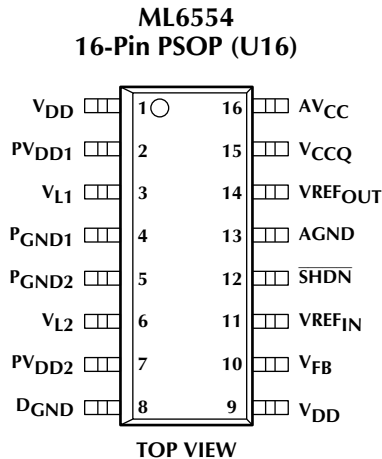 ML6554
16-Pin PSOP (U16)
VDD 1 16 AVCC
PVDD1 2 15 VCCQ
VL1 3 14 VREFOUT
PGND1 4 13 AGND
PGND2 5 12 SHDN
VL2 6 11 VREFIN
PVDD2 7 10 VFB
DGND 8 9 VDD
TOP VIEW